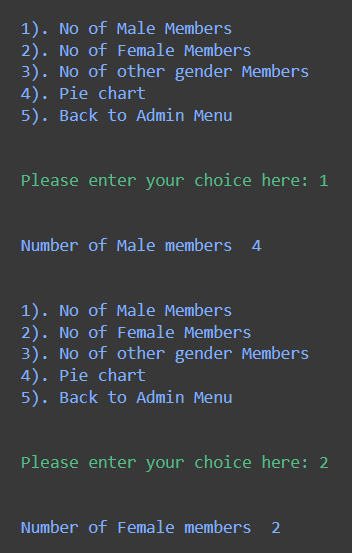 1). No of Male Members
2). No of Female Members
3). No of other gender Members
4). Pie chart
5). Back to Admin Menu
Please enter your choice here: 1
Number of Male members  4
1). No of Male Members
2). No of Female Members
3). No of other gender Members
4). Pie chart
5). Back to Admin Menu
Please enter your choice here: 2
Number of Female members  2